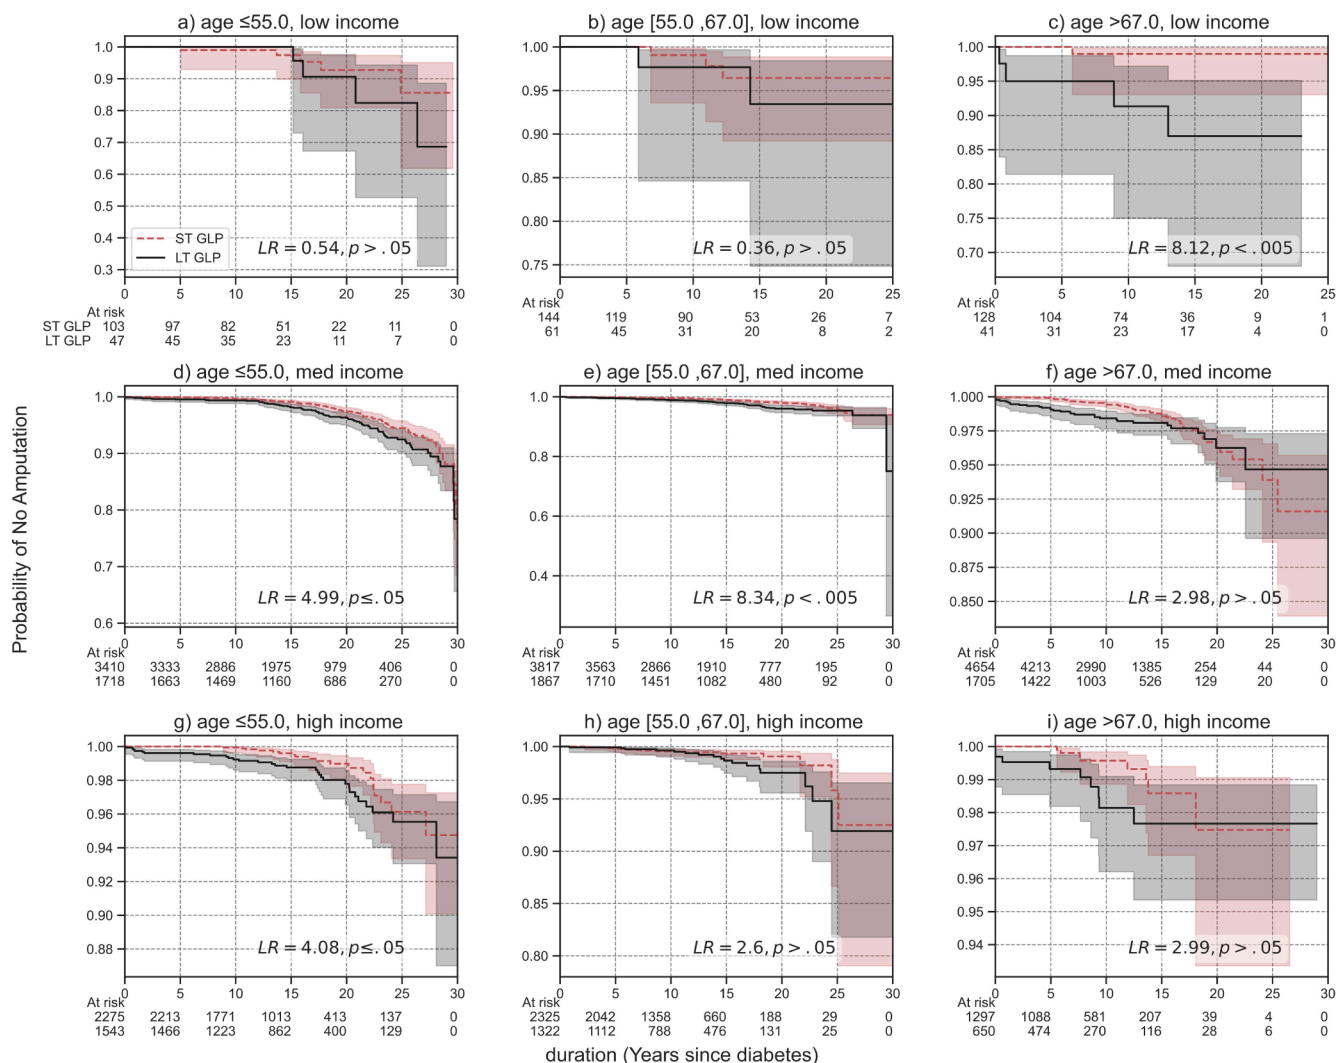 a) age ≤55.0, low income
1.0
0.9
0.8
0.7
0.6
0.5
0.4
0.3
ST GLP
LT GLP
LR = 0.54, p > .05
0 5 10 15 20 25 30
At risk
ST GLP 103 97 82 51 22 11 0
LT GLP 47 45 35 23 11 7 0
b) age [55.0 ,67.0], low income
1.00
0.95
0.90
0.85
0.80
0.75
LR = 0.36, p > .05
0 5 10 15 20 25
At risk
144 119 90 53 26 7
61 45 31 20 8 2
c) age >67.0, low income
1.00
0.95
0.90
0.85
0.80
0.75
0.70
LR = 8.12, p < .005
0 5 10 15 20 25
At risk
128 104 74 36 9 1
41 31 23 17 4 0
Probability of No Amputation
d) age ≤55.0, med income
1.0
0.9
0.8
0.7
0.6
LR = 4.99, p≤.05
0 5 10 15 20 25 30
At risk
3410 3333 2886 1975 979 406 0
1718 1663 1469 1160 686 270 0
e) age [55.0 ,67.0], med income
1.0
0.8
0.6
0.4
LR = 8.34, p < .005
0 5 10 15 20 25 30
At risk
3817 3563 2866 1910 777 195 0
1867 1710 1451 1082 480 92 0
f) age >67.0, med income
1.000
0.975
0.950
0.925
0.900
0.875
0.850
LR = 2.98, p > .05
0 5 10 15 20 25 30
At risk
4654 4213 2990 1385 254 44 0
1705 1422 1003 526 129 20 0
g) age ≤55.0, high income
1.00
0.98
0.96
0.94
0.92
0.90
0.88
LR = 4.08, p≤.05
0 5 10 15 20 25 30
At risk
2275 2213 1771 1013 413 137 0
1543 1466 1223 862 400 129 0
h) age [55.0 ,67.0], high income
1.00
0.95
0.90
0.85
0.80
LR = 2.6, p > .05
0 5 10 15 20 25 30
At risk
2325 2042 1358 660 188 29 0
1322 1112 788 476 131 25 0
i) age >67.0, high income
1.00
0.99
0.98
0.97
0.96
0.95
0.94
LR = 2.99, p > .05
0 5 10 15 20 25 30
At risk
1297 1088 581 207 39 4 0
650 474 270 116 28 6 0
duration (Years since diabetes)